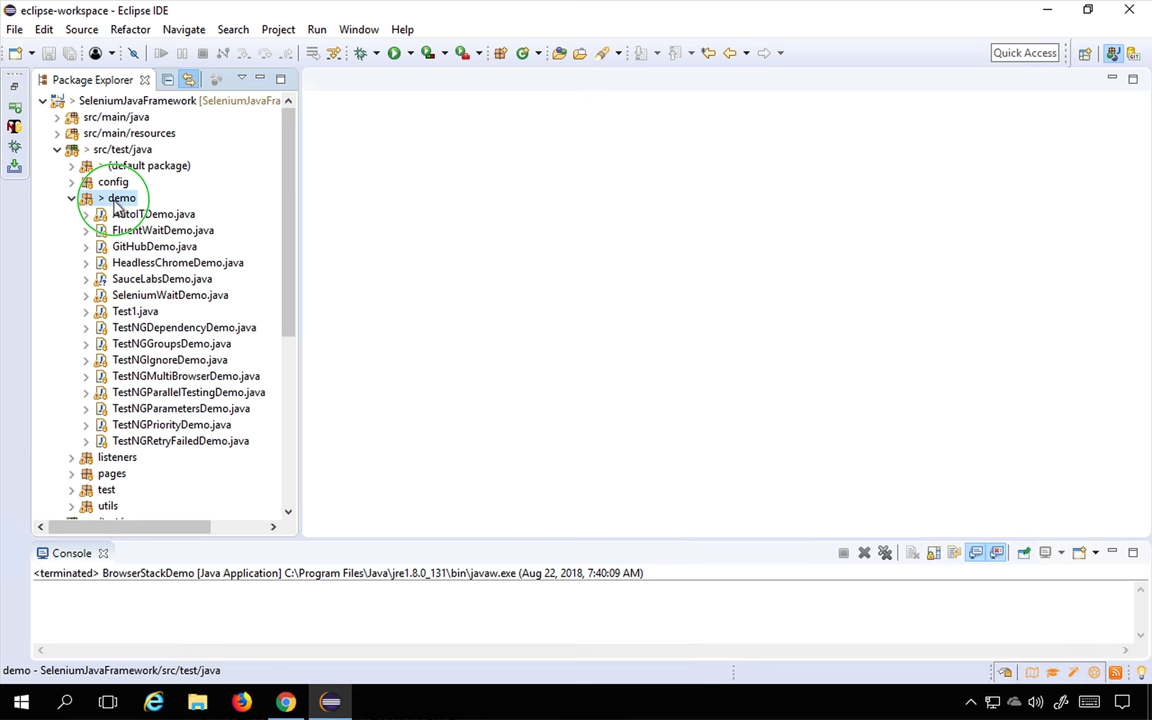 eclipse-workspace - Eclipse IDE
File Edit Source Refactor Navigate Search Project Run Window Help
Quick Access
Package Explorer
> SeleniumJavaFramework [SeleniumJavaFra
src/main/java
src/main/resources
> src/test/java
> (default package)
config
> demo
AutoITDemo.java
FluentWaitDemo.java
GitHubDemo.java
HeadlessChromeDemo.java
SauceLabsDemo.java
SeleniumWaitDemo.java
Test1.java
TestNGDependencyDemo.java
TestNGGroupsDemo.java
TestNGIgnoreDemo.java
TestNGMultiBrowserDemo.java
TestNGParallelTestingDemo.java
TestNGParametersDemo.java
TestNGPriorityDemo.java
TestNGRetryFailedDemo.java
listeners
pages
test
utils
Console
<terminated> BrowserStackDemo [Java Application] C:\Program Files\Java\jre1.8.0_131\bin\javaw.exe (Aug 22, 2018, 7:40:09 AM)
demo - SeleniumJavaFramework/src/test/java